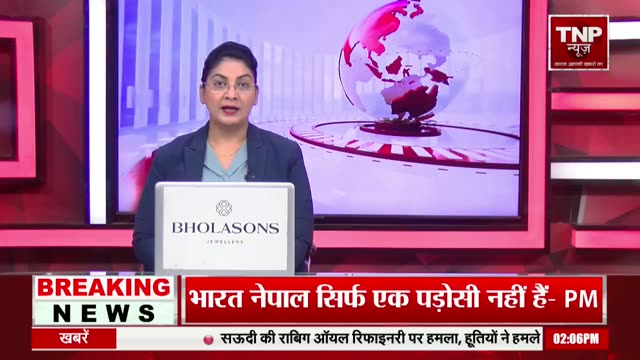 TNP
न्यूज़
BHOLASONS
JEWELLERS
BREAKING
NEWS
भारत नेपाल सिर्फ एक पड़ोसी नहीं हैं- PM
खबरें
सऊदी की राबिग ऑयल रिफाइनरी पर हमला, हूतियों ने हमले
02:06PM